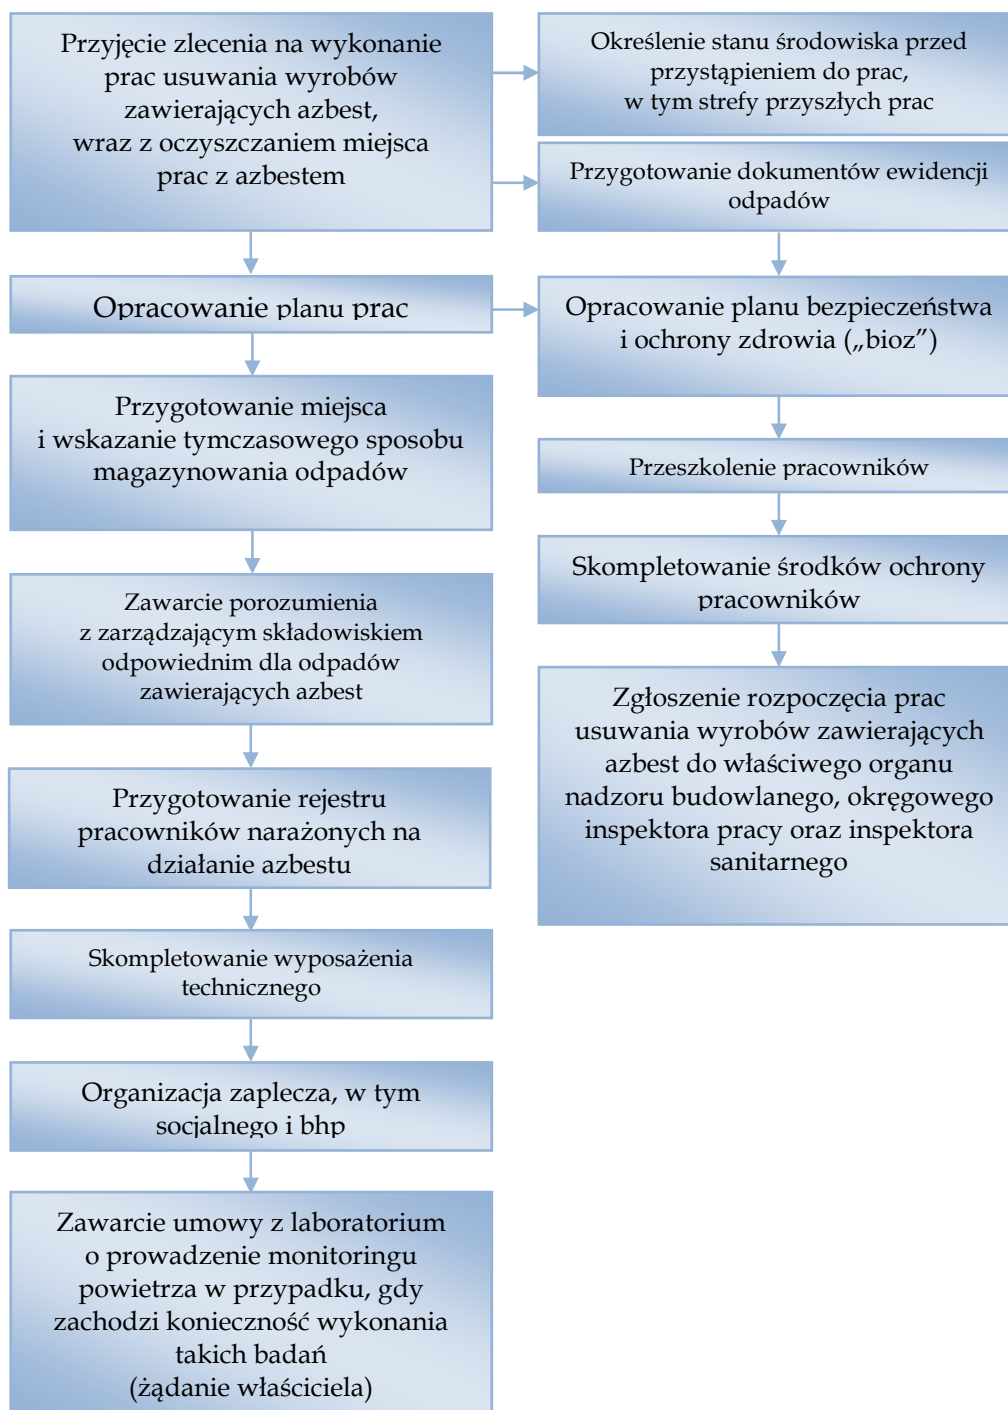 Przyjęcie zlecenia na wykonanie
prac usuwania wyrobów
zawierających azbest,
wraz z oczyszczaniem miejsca
prac z azbestem
Określenie stanu środowiska przed
przystąpieniem do prac,
w tym strefy przyszłych prac
Przygotowanie dokumentów ewidencji
odpadów
Opracowanie planu prac
Opracowanie planu bezpieczeństwa
i ochrony zdrowia („bioz”)
Przygotowanie miejsca
i wskazanie tymczasowego sposobu
magazynowania odpadów
Przeszkolenie pracowników
Skompletowanie środków ochrony
pracowników
Zawarcie porozumienia
z zarządzającym składowiskiem
odpowiednim dla odpadów
zawierających azbest
Zgłoszenie rozpoczęcia prac
usuwania wyrobów zawierających
azbest do właściwego organu
nadzoru budowlanego, okręgowego
inspektora pracy oraz inspektora
sanitarnego
Przygotowanie rejestru
pracowników narażonych na
działanie azbestu
Skompletowanie wyposażenia
technicznego
Organizacja zaplecza, w tym
socjalnego i bhp
Zawarcie umowy z laboratorium
o prowadzenie monitoringu
powietrza w przypadku, gdy
zachodzi konieczność wykonania
takich badań
(żądanie właściciela)